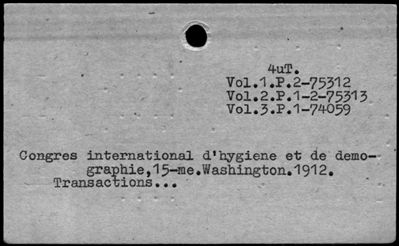 4uT.
Vol.1.P.2-75312
Vol.2.P.1-2-75313
Vol.3.P.1-74059
Congres international d'hygiene et de demo-
graphie,15-me.Washington.1912.
Transactions...